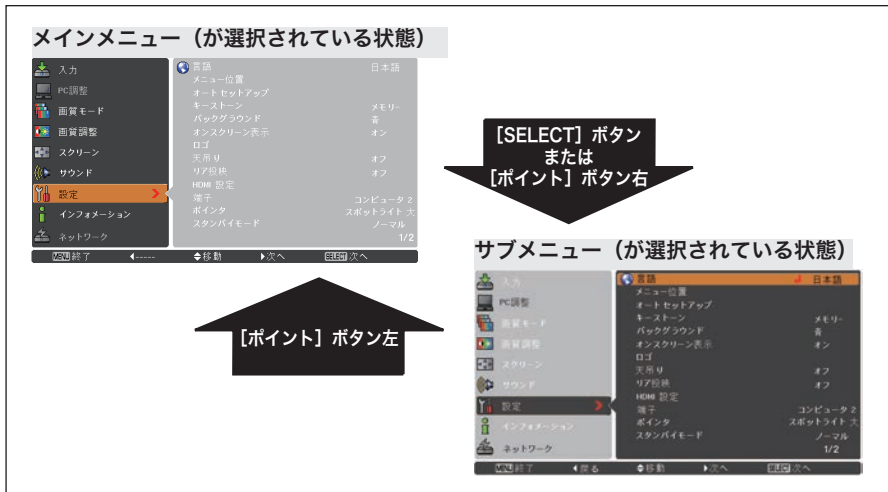 メインメニュー（が選択されている状態）
入力
PC調整
画質モード
画質調整
スクリーン
サウンド
設定
インフォメーション
ネットワーク
言語 日本語
メニュー位置
オートセットアップ
キーストーン メモリー
バックグラウンド 青
オンスクリーン表示 オン
ロゴ
天吊り オフ
リア投映 オフ
HDMI 設定
端子 コンピュータ 2
ポインタ スポットライト 大
スタンバイモード ノーマル
1/2
MENU 終了 ◀----- 移動 ▶次へ SELECT 次へ
［SELECT］ボタン
または
［ポイント］ボタン右
［ポイント］ボタン左
サブメニュー（が選択されている状態）
入力
PC調整
画質モード
画質調整
スクリーン
サウンド
設定
インフォメーション
ネットワーク
言語 日本語
メニュー位置
オートセットアップ
キーストーン メモリー
バックグラウンド 青
オンスクリーン表示 オン
ロゴ
天吊り オフ
リア投映 オフ
HDMI 設定
端子 コンピュータ 2
ポインタ スポットライト 大
スタンバイモード ノーマル
1/2
MENU 終了 ◀戻る 移動 ▶次へ SELECT 次へ